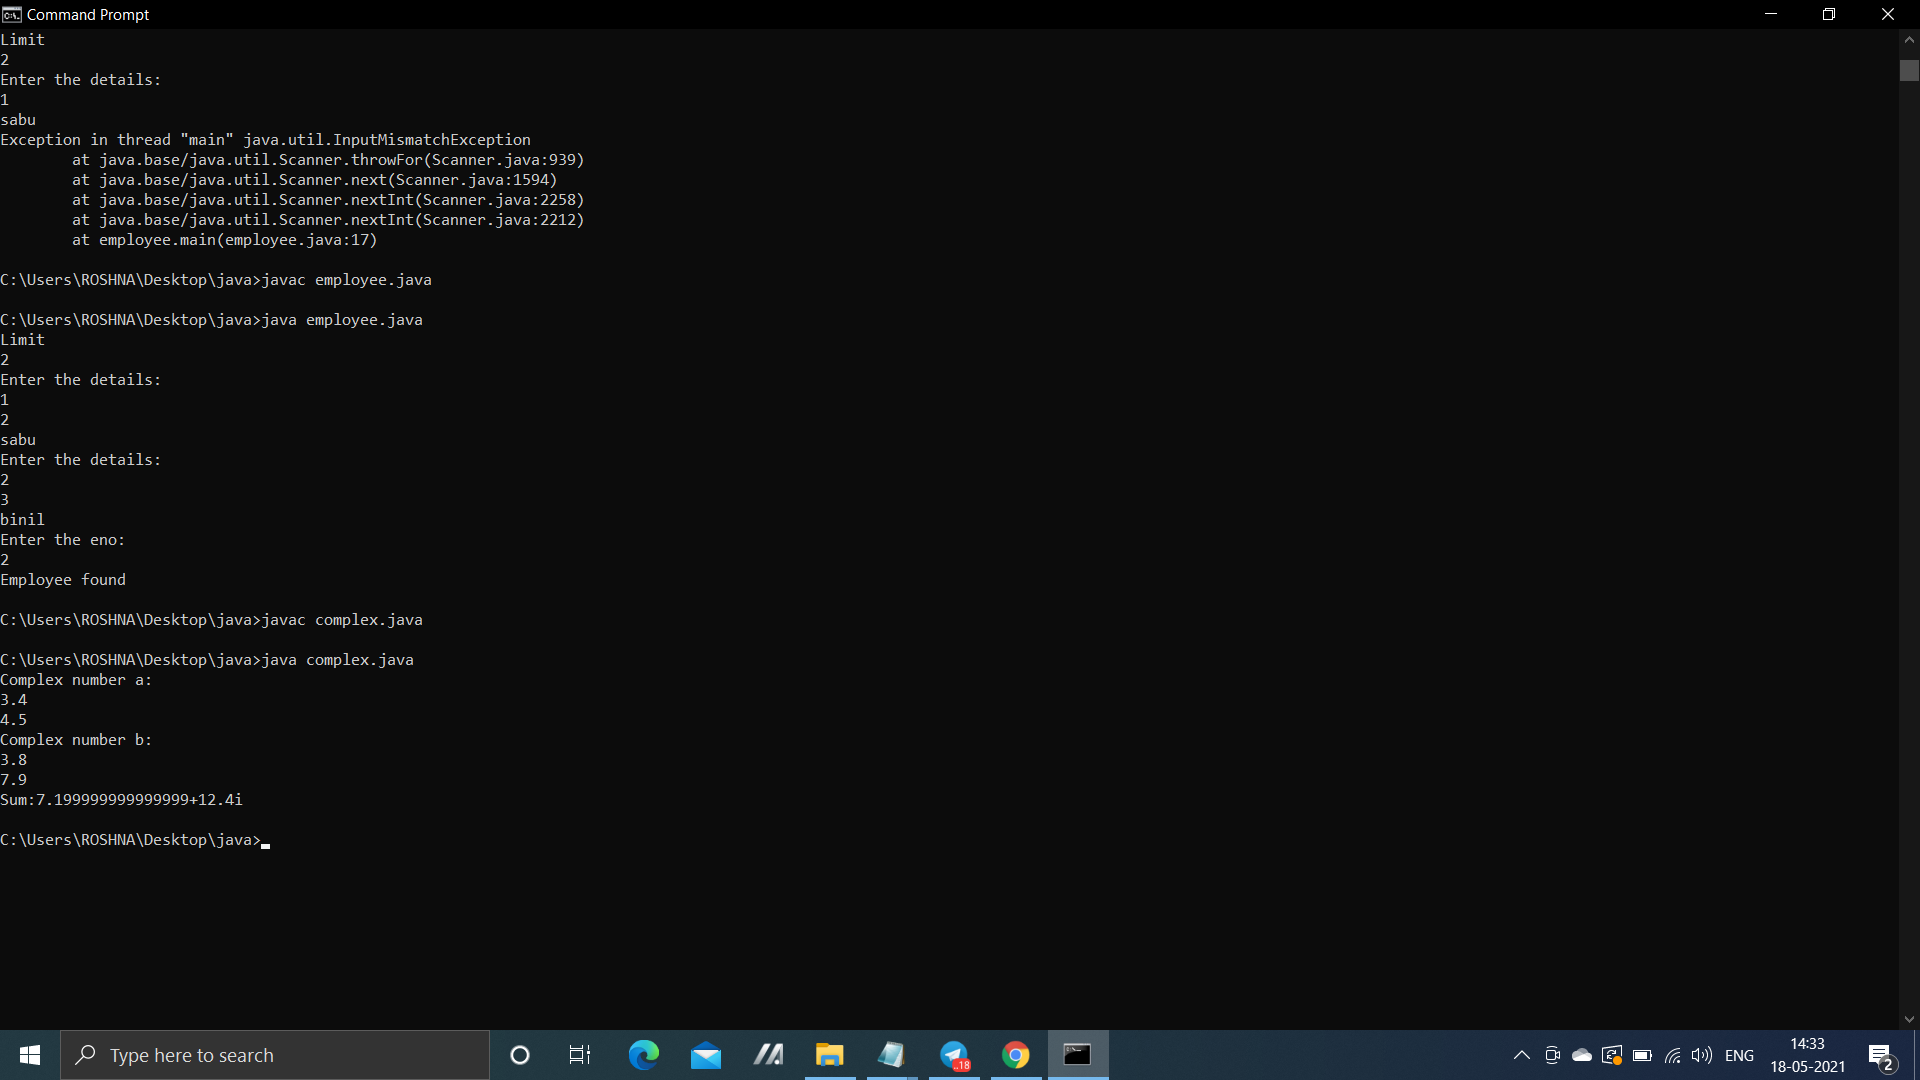 Command Prompt
Limit
2
Enter the details:
1
sabu
Exception in thread "main" java.util.InputMismatchException
        at java.base/java.util.Scanner.throwFor(Scanner.java:939)
        at java.base/java.util.Scanner.next(Scanner.java:1594)
        at java.base/java.util.Scanner.nextInt(Scanner.java:2258)
        at java.base/java.util.Scanner.nextInt(Scanner.java:2212)
        at employee.main(employee.java:17)
C:\Users\ROSHNA\Desktop\java>javac employee.java
C:\Users\ROSHNA\Desktop\java>java employee.java
Limit
2
Enter the details:
1
2
sabu
Enter the details:
2
3
binil
Enter the eno:
2
Employee found
C:\Users\ROSHNA\Desktop\java>javac complex.java
C:\Users\ROSHNA\Desktop\java>java complex.java
Complex number a:
3.4
4.5
Complex number b:
3.8
7.9
Sum:7.199999999999999+12.4i
C:\Users\ROSHNA\Desktop\java>
Type here to search
..18
ENG
14:33
18-05-2021
2